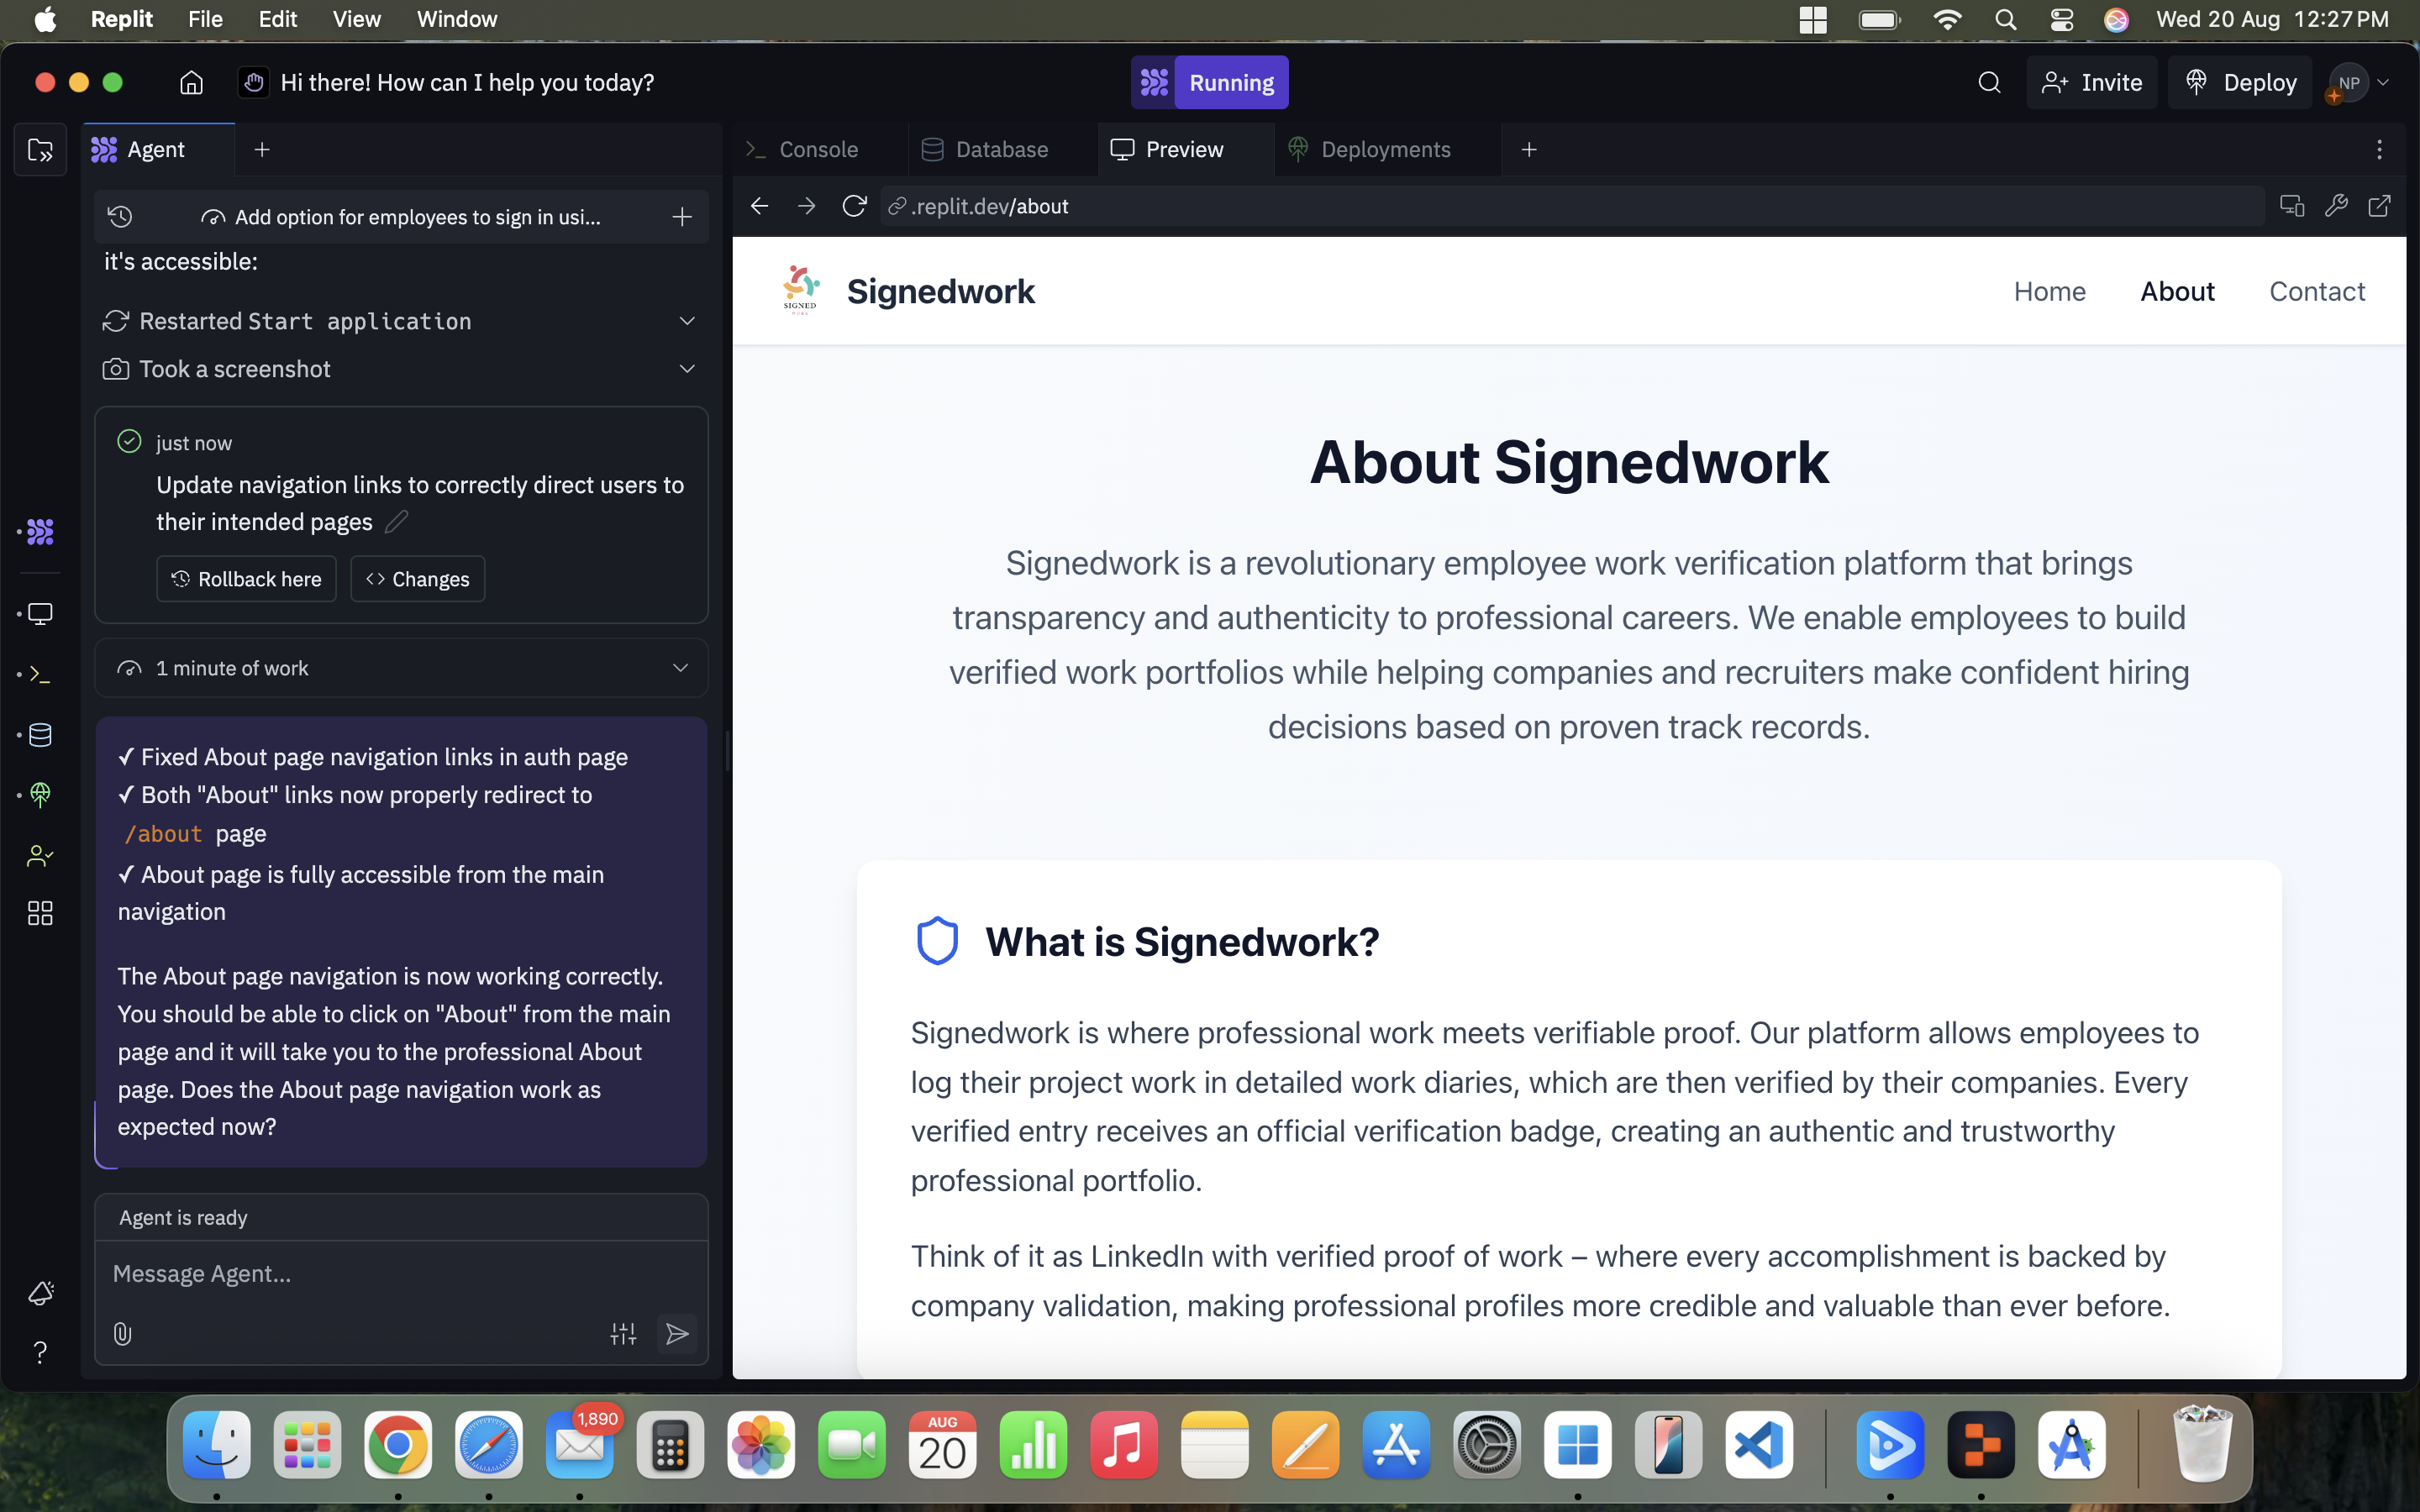 Replit File Edit View Window
Wed 20 Aug 12:27 PM
Hi there! How can I help you today?
Running
Invite
Deploy
NP
Agent
Console
Database
Preview
Deployments
Add option for employees to sign in usi...
it's accessible:
Restarted Start application
Took a screenshot
just now
Update navigation links to correctly direct users to
their intended pages
Rollback here
Changes
1 minute of work
✓ Fixed About page navigation links in auth page
✓ Both "About" links now properly redirect to
/about page
✓ About page is fully accessible from the main
navigation
The About page navigation is now working correctly.
You should be able to click on "About" from the main
page and it will take you to the professional About
page. Does the About page navigation work as
expected now?
Agent is ready
Message Agent...
?
.replit.dev/about
SIGNED
WORK
Signedwork
Home
About
Contact
About Signedwork
Signedwork is a revolutionary employee work verification platform that brings
transparency and authenticity to professional careers. We enable employees to build
verified work portfolios while helping companies and recruiters make confident hiring
decisions based on proven track records.
What is Signedwork?
Signedwork is where professional work meets verifiable proof. Our platform allows employees to
log their project work in detailed work diaries, which are then verified by their companies. Every
verified entry receives an official verification badge, creating an authentic and trustworthy
professional portfolio.
Think of it as LinkedIn with verified proof of work – where every accomplishment is backed by
company validation, making professional profiles more credible and valuable than ever before.
1,890
AUG
20